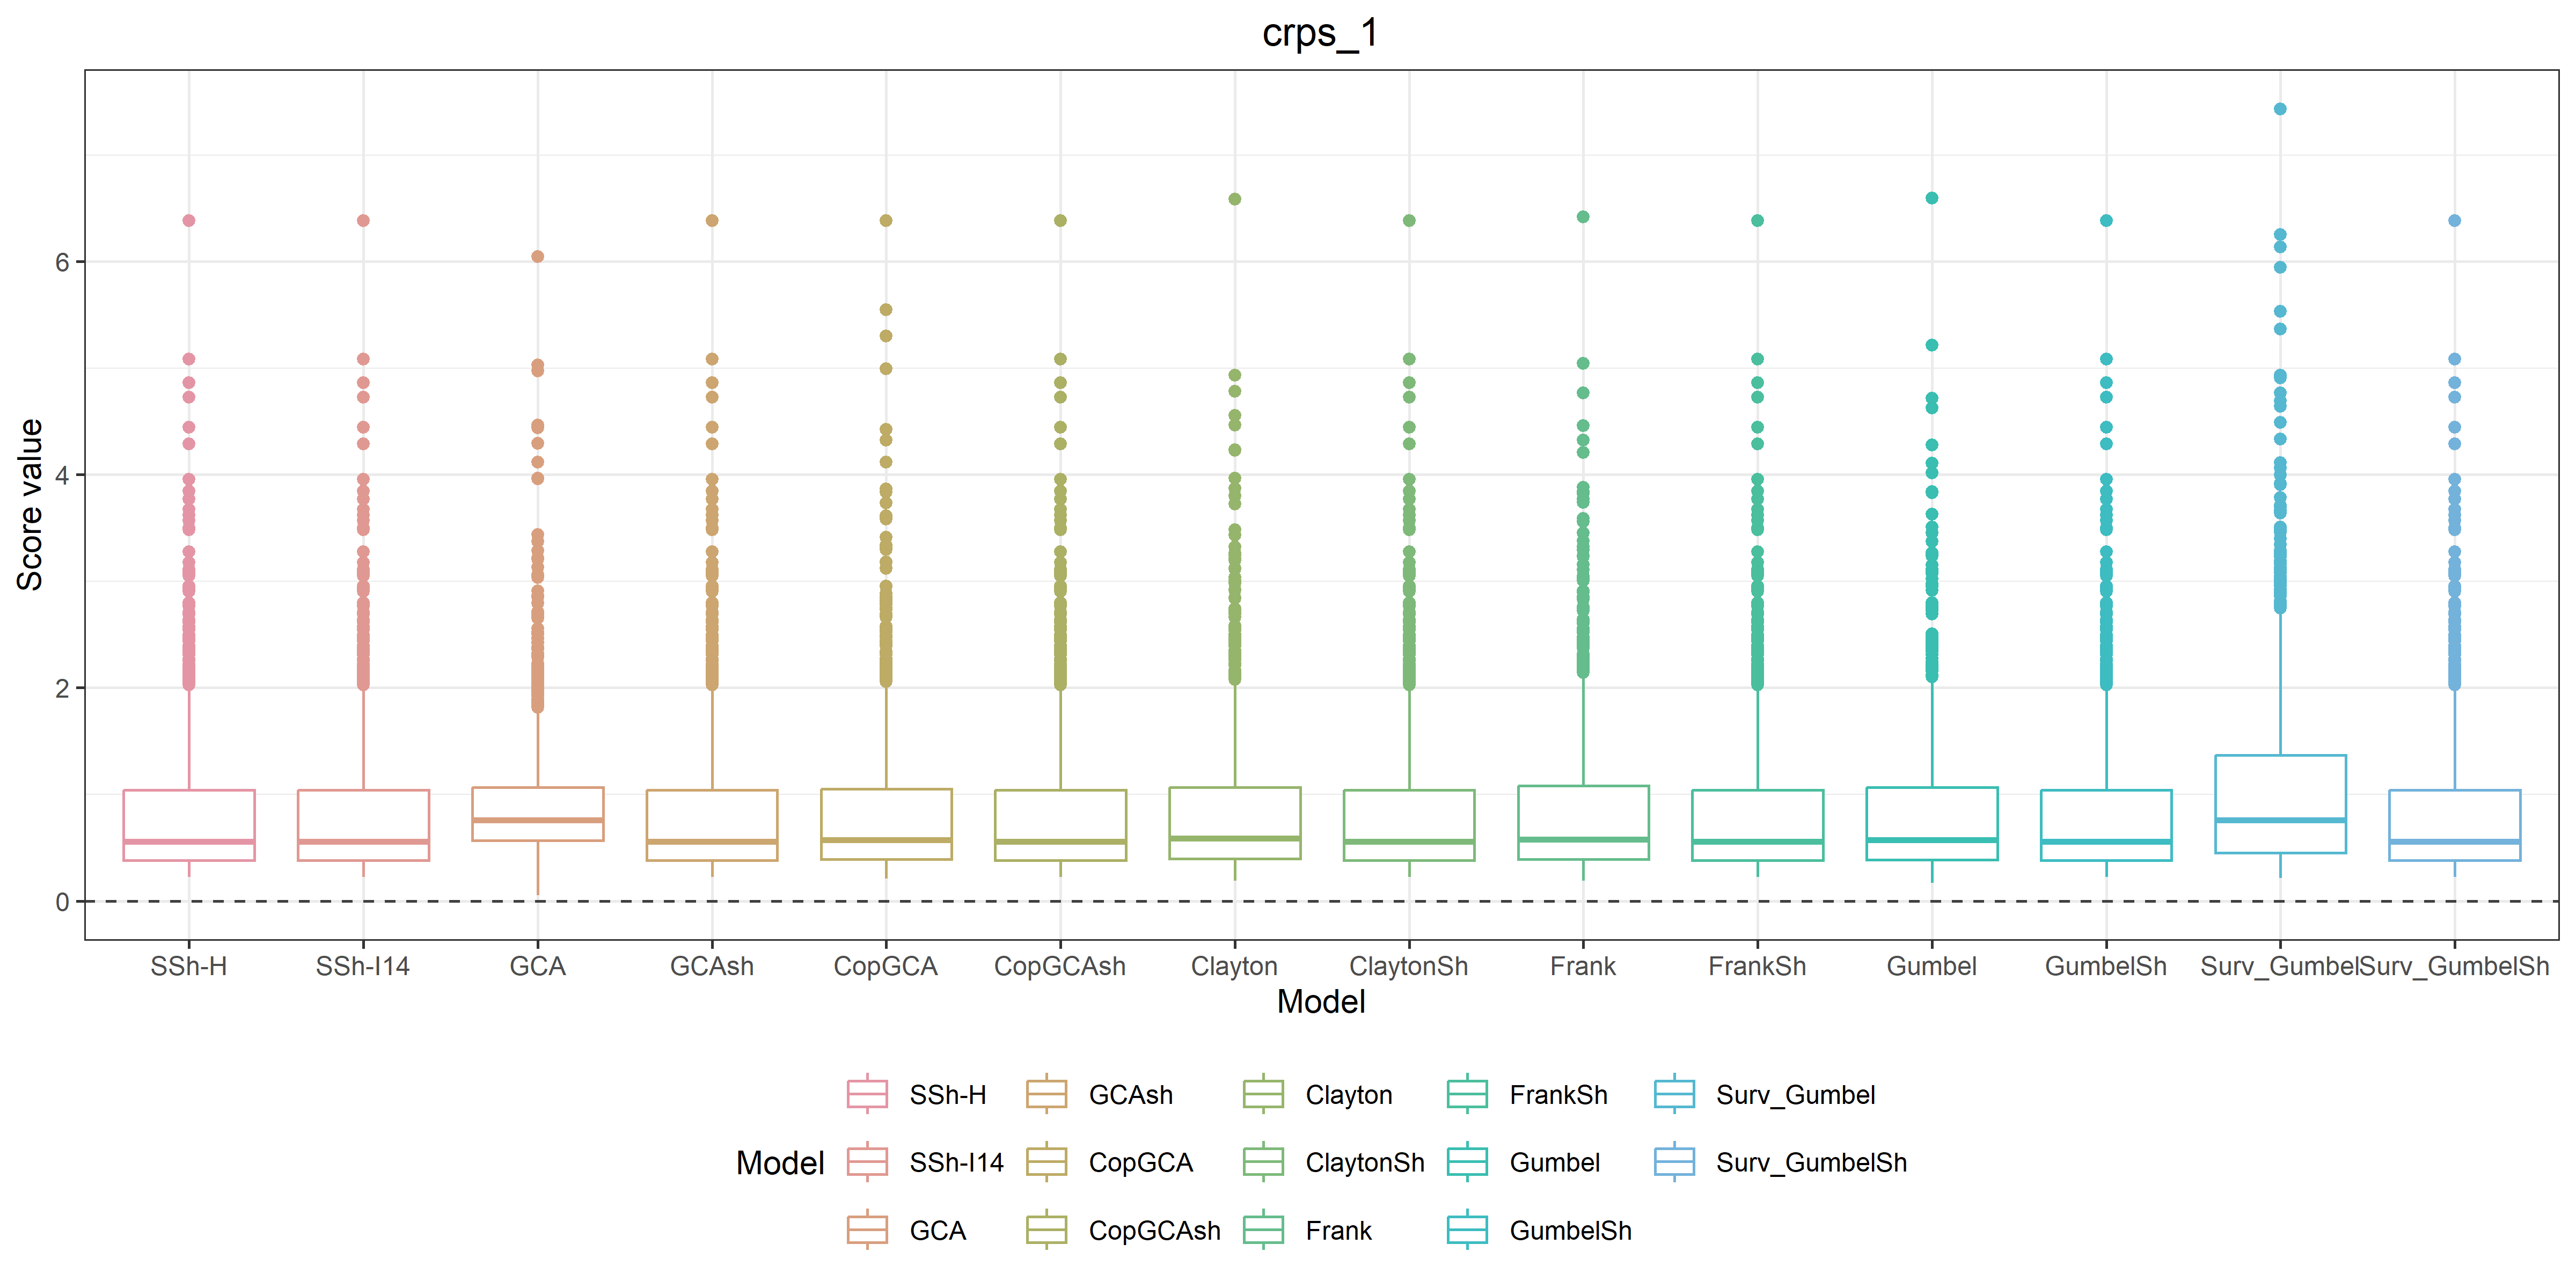 crps_1
Score value
6
4
2
0
SSh-H SSh-I14 GCA GCAsh CopGCA CopGCAsh Clayton ClaytonSh Frank FrankSh Gumbel GumbelSh Surv_Gumbel Surv_GumbelSh
Model
Model
SSh-H GCAsh Clayton FrankSh Surv_Gumbel
SSh-I14 CopGCA ClaytonSh Gumbel Surv_GumbelSh
GCA CopGCAsh Frank GumbelSh